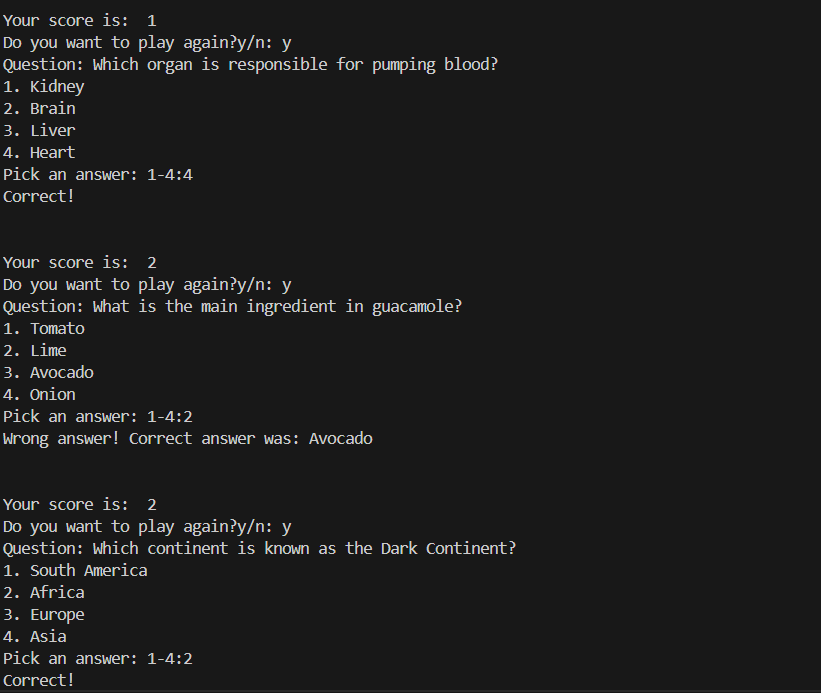 Your score is:  1
Do you want to play again?y/n: y
Question: Which organ is responsible for pumping blood?
1. Kidney
2. Brain
3. Liver
4. Heart
Pick an answer: 1-4:4
Correct!
Your score is:  2
Do you want to play again?y/n: y
Question: What is the main ingredient in guacamole?
1. Tomato
2. Lime
3. Avocado
4. Onion
Pick an answer: 1-4:2
Wrong answer! Correct answer was: Avocado
Your score is:  2
Do you want to play again?y/n: y
Question: Which continent is known as the Dark Continent?
1. South America
2. Africa
3. Europe
4. Asia
Pick an answer: 1-4:2
Correct!